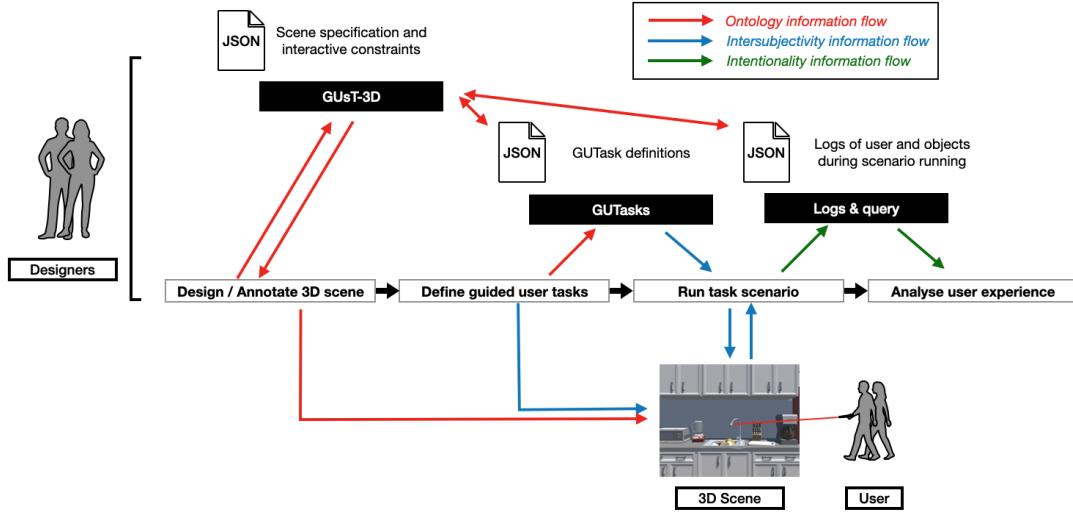 JSON
Scene specification and
interactive constraints
Ontology information flow
Intersubjectivity information flow
Intentionality information flow
GUsT-3D
JSON
GUTask definitions
JSON
Logs of user and objects
during scenario running
GUTasks
Logs & query
Designers
Design / Annotate 3D scene
Define guided user tasks
Run task scenario
Analyse user experience
3D Scene
User